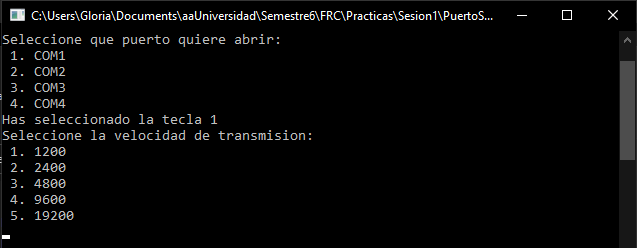 C:\Users\Gloria\Documents\aaUniversidad\Semestre6\FRC\Practicas\Sesion1\PuertoS...
Seleccione que puerto quiere abrir:
1. COM1
2. COM2
3. COM3
4. COM4
Has seleccionado la tecla 1
Seleccione la velocidad de transmision:
1. 1200
2. 2400
3. 4800
4. 9600
5. 19200